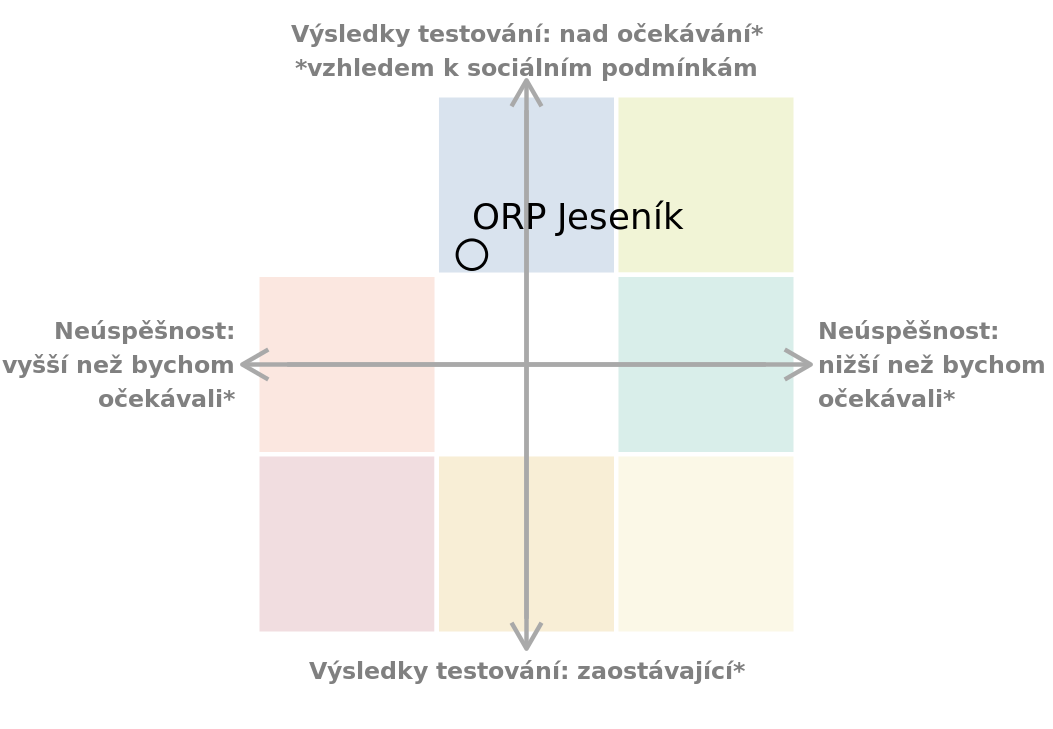 Výsledky testování: nad očekávání*
*vzhledem k sociálním podmínkám
ORP Jeseník
Neúspěšnost:
vyšší než bychom
očekávali*
Neúspěšnost:
nižší než bychom
očekávali*
Výsledky testování: zaostávající*